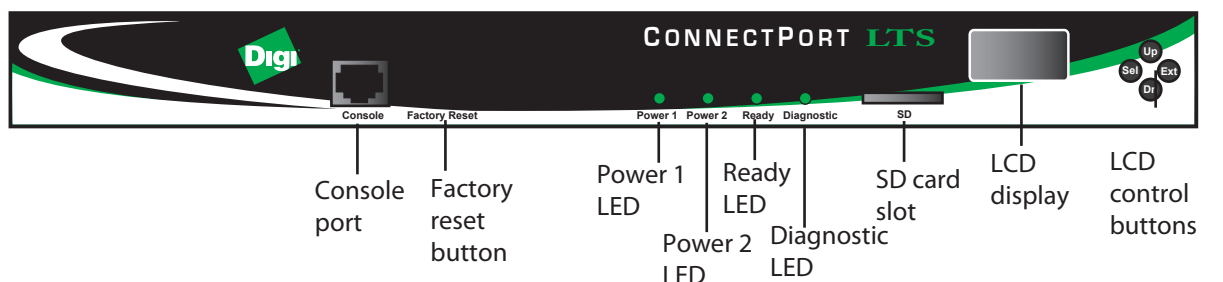 Digi
CONNECTPORT LTS
Up
Sel
Ext
Dn
Console
Factory Reset
Power 1
Power 2
Ready
Diagnostic
SD
Console
port
Factory
reset
button
Power 1
LED
Power 2
LED
Ready
LED
Diagnostic
LED
SD card
slot
LCD
display
LCD
control
buttons